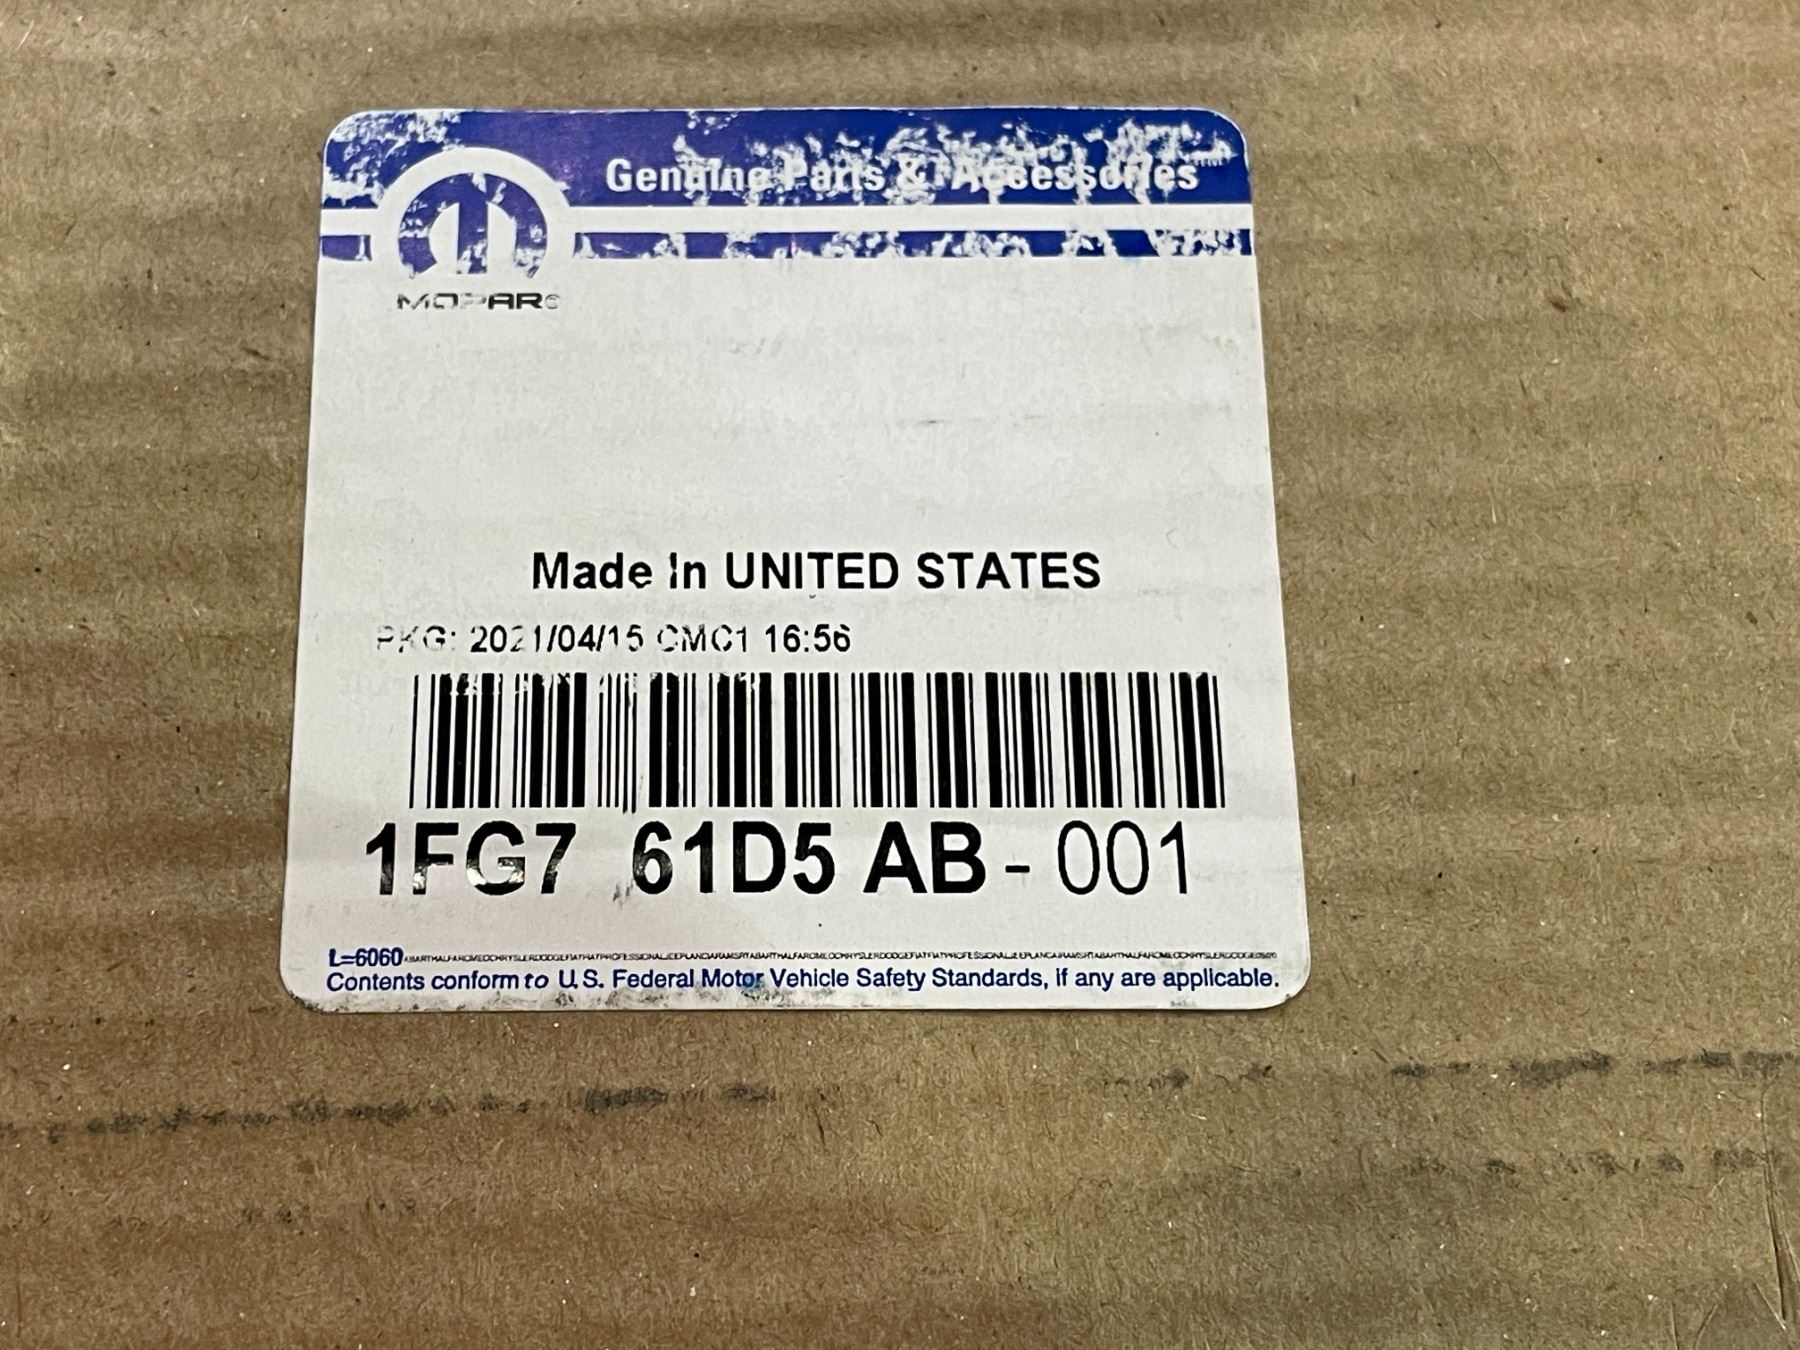 Genuine Parts & Accessories™
MOPAR®
Made In UNITED STATES
PKG: 2021/04/15 CMC1 16:56
1FG7 61D5 AB - 001
L=6060
Contents conform to U.S. Federal Motor Vehicle Safety Standards, if any are applicable.